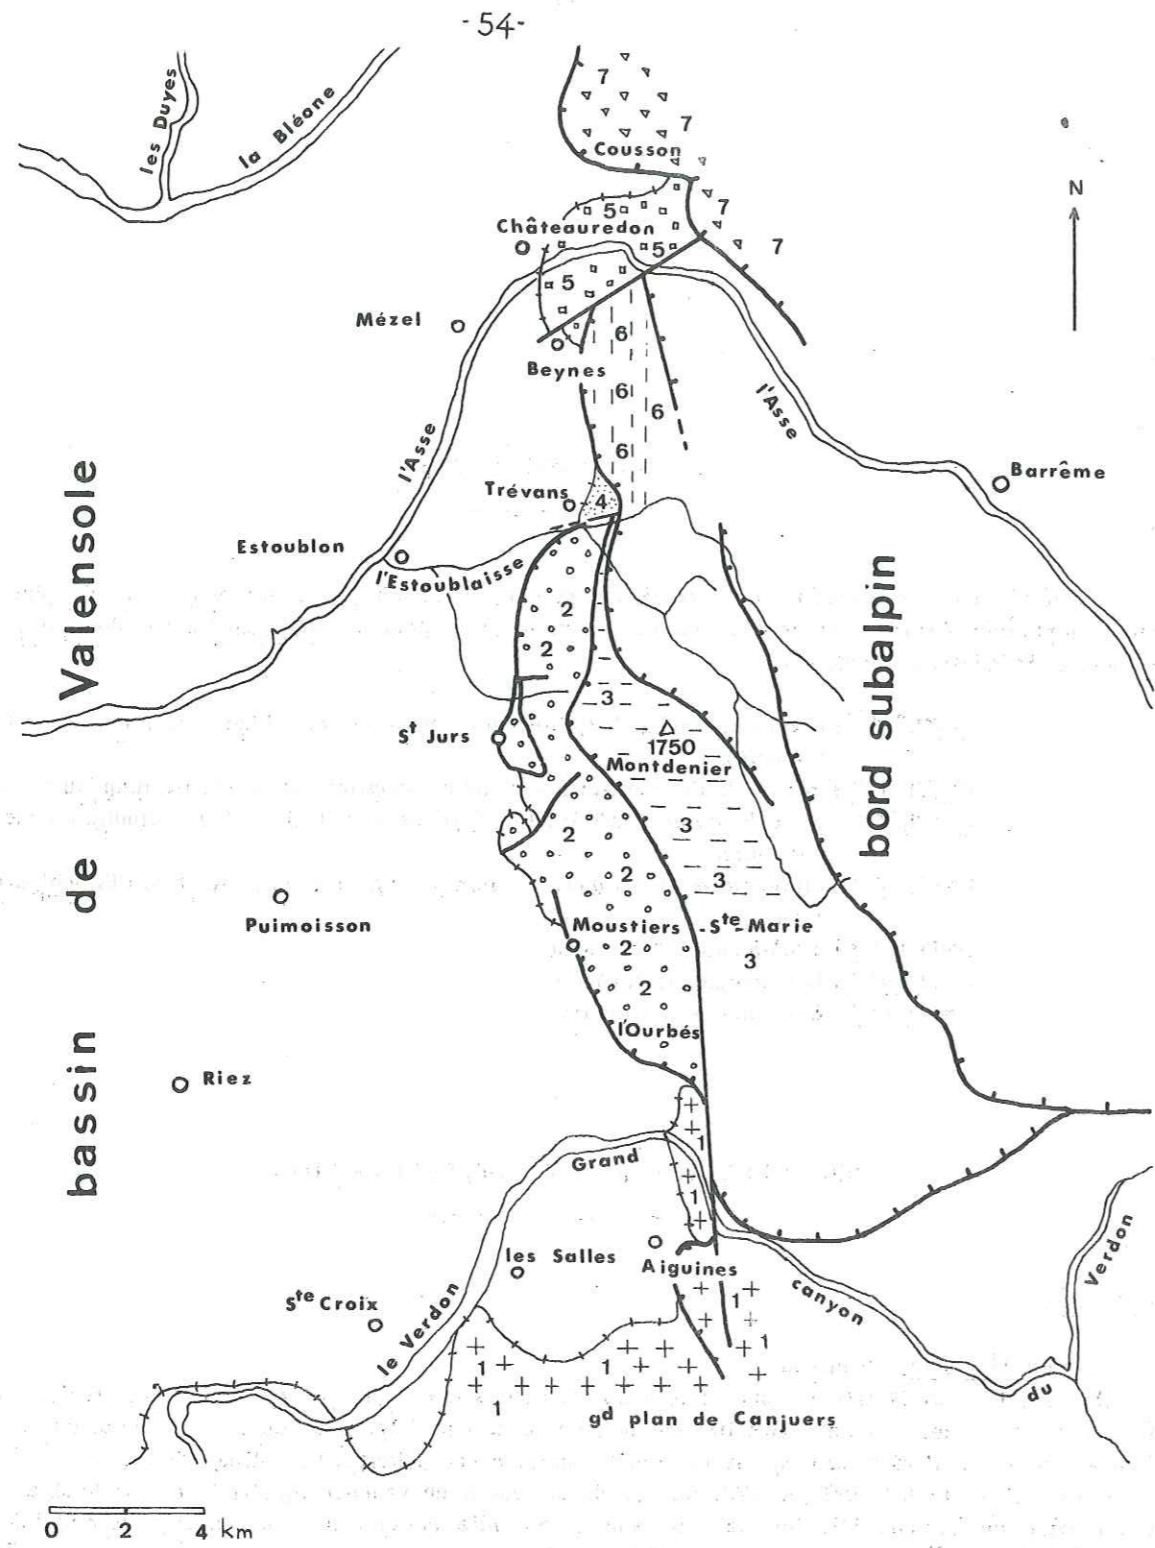 - 54 -
les Duyes
la Bléone
7
7
Cousson
N
7
5
Châteauredon
5
7
5
Mézel
6
Beynes
6
6
l'Asse
l'Asse
6
Barrême
Trévans
4
Estoublon
l'Estoublaisse
2
2
3
St Jurs
1750
Montdenier
2
3
2
3
Puimoisson
Moustiers - Ste-Marie
2
3
2
l'Ourbés
Riez
1
Grand
1
les Salles
Aiguines
canyon
Verdon
Ste Croix
le Verdon
1
1
1
1
du
1
gd plan de Canjuers
bassin de Valensole
bord subalpin
0 2 4 km